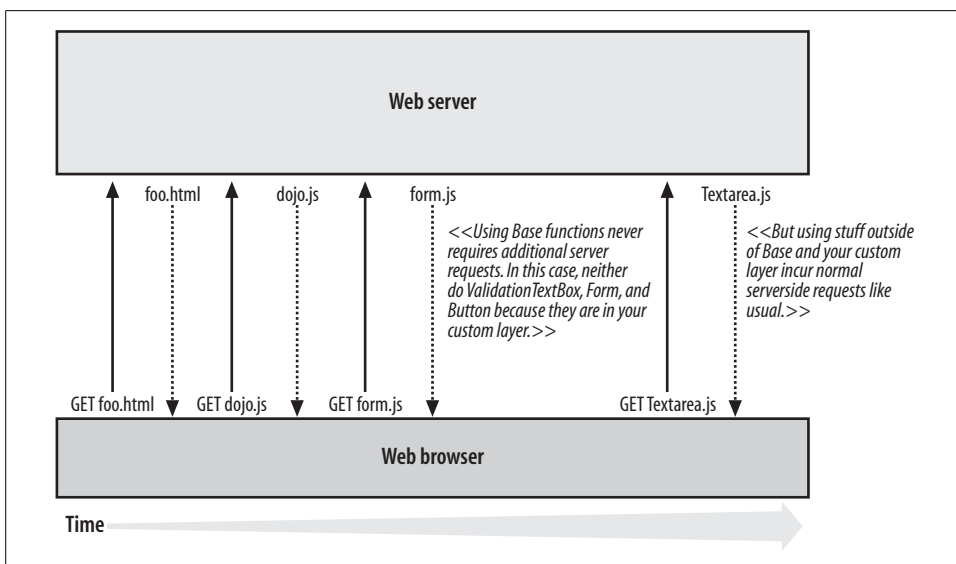 Web server
foo.html
dojo.js
form.js
Textarea.js
<<Using Base functions never
requires additional server
requests. In this case, neither
do ValidationTextBox, Form, and
Button because they are in your
custom layer.>>
<<But using stuff outside
of Base and your custom
layer incur normal
serverside requests like
usual.>>
GET foo.html
GET dojo.js
GET form.js
GET Textarea.js
Web browser
Time